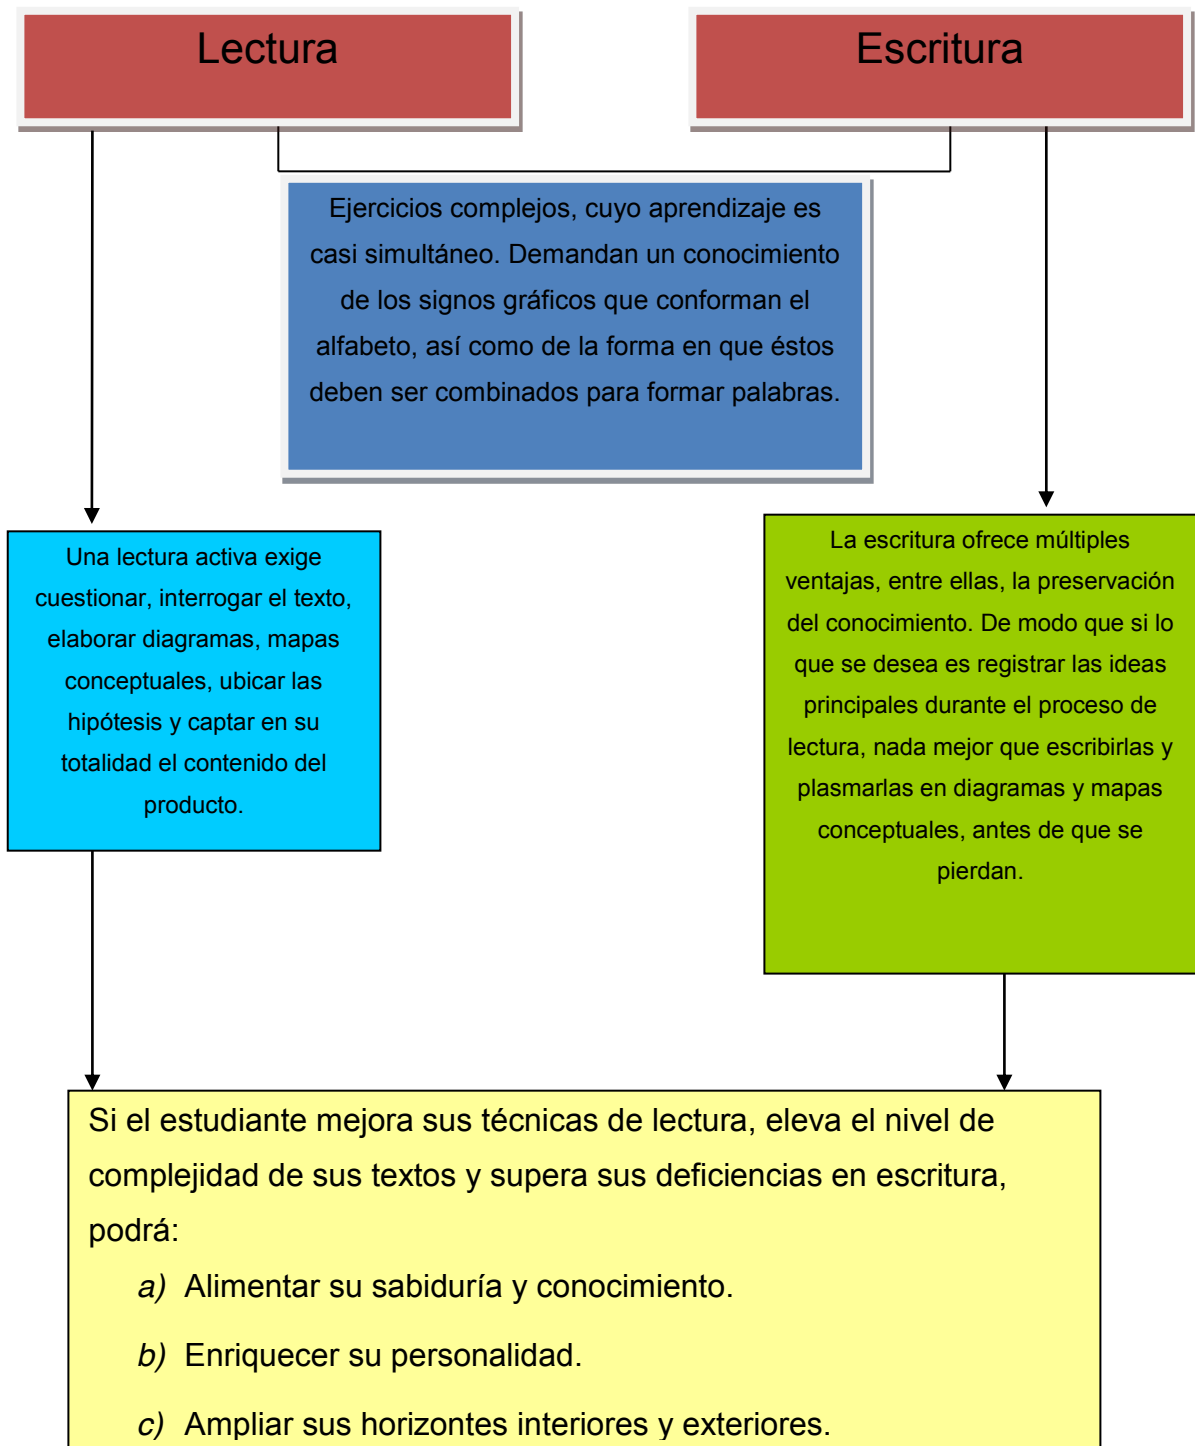 Lectura
Escritura
Ejercicios complejos, cuyo aprendizaje es
casi simultáneo. Demandan un conocimiento
de los signos gráficos que conforman el
alfabeto, así como de la forma en que éstos
deben ser combinados para formar palabras.
Una lectura activa exige
cuestionar, interrogar el texto,
elaborar diagramas, mapas
conceptuales, ubicar las
hipótesis y captar en su
totalidad el contenido del
producto.
La escritura ofrece múltiples
ventajas, entre ellas, la preservación
del conocimiento. De modo que si lo
que se desea es registrar las ideas
principales durante el proceso de
lectura, nada mejor que escribirlas y
plasmarlas en diagramas y mapas
conceptuales, antes de que se
pierdan.
Si el estudiante mejora sus técnicas de lectura, eleva el nivel de
complejidad de sus textos y supera sus deficiencias en escritura,
podrá:
a) Alimentar su sabiduría y conocimiento.
b) Enriquecer su personalidad.
c) Ampliar sus horizontes interiores y exteriores.